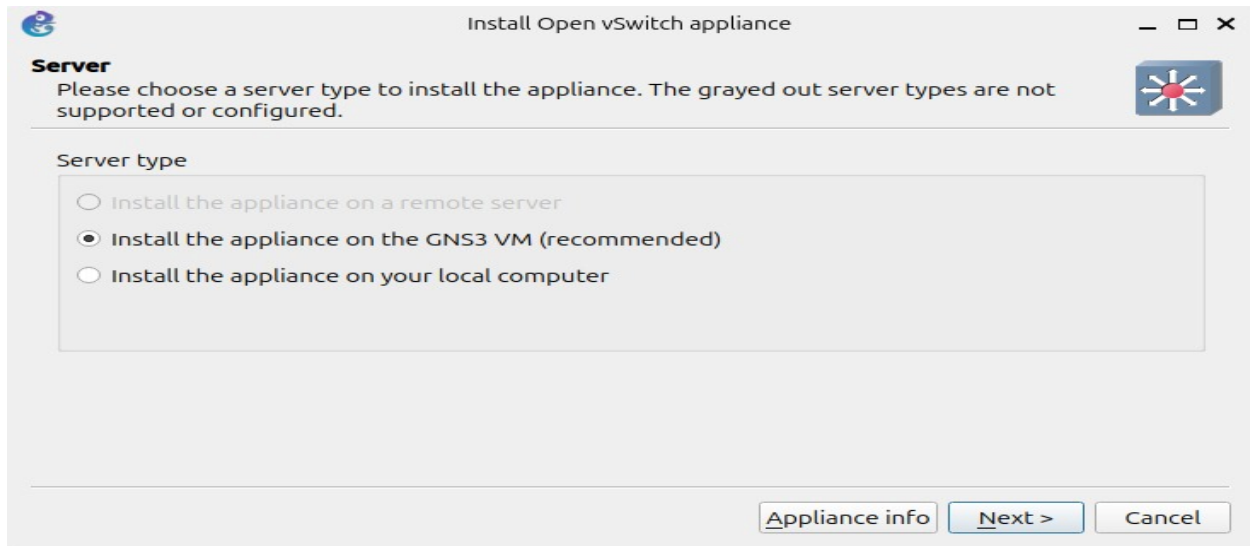 Install Open vSwitch appliance
Server
Please choose a server type to install the appliance. The grayed out server types are not
supported or configured.
Server type
Install the appliance on a remote server
Install the appliance on the GNS3 VM (recommended)
Install the appliance on your local computer
Appliance info
Next >
Cancel